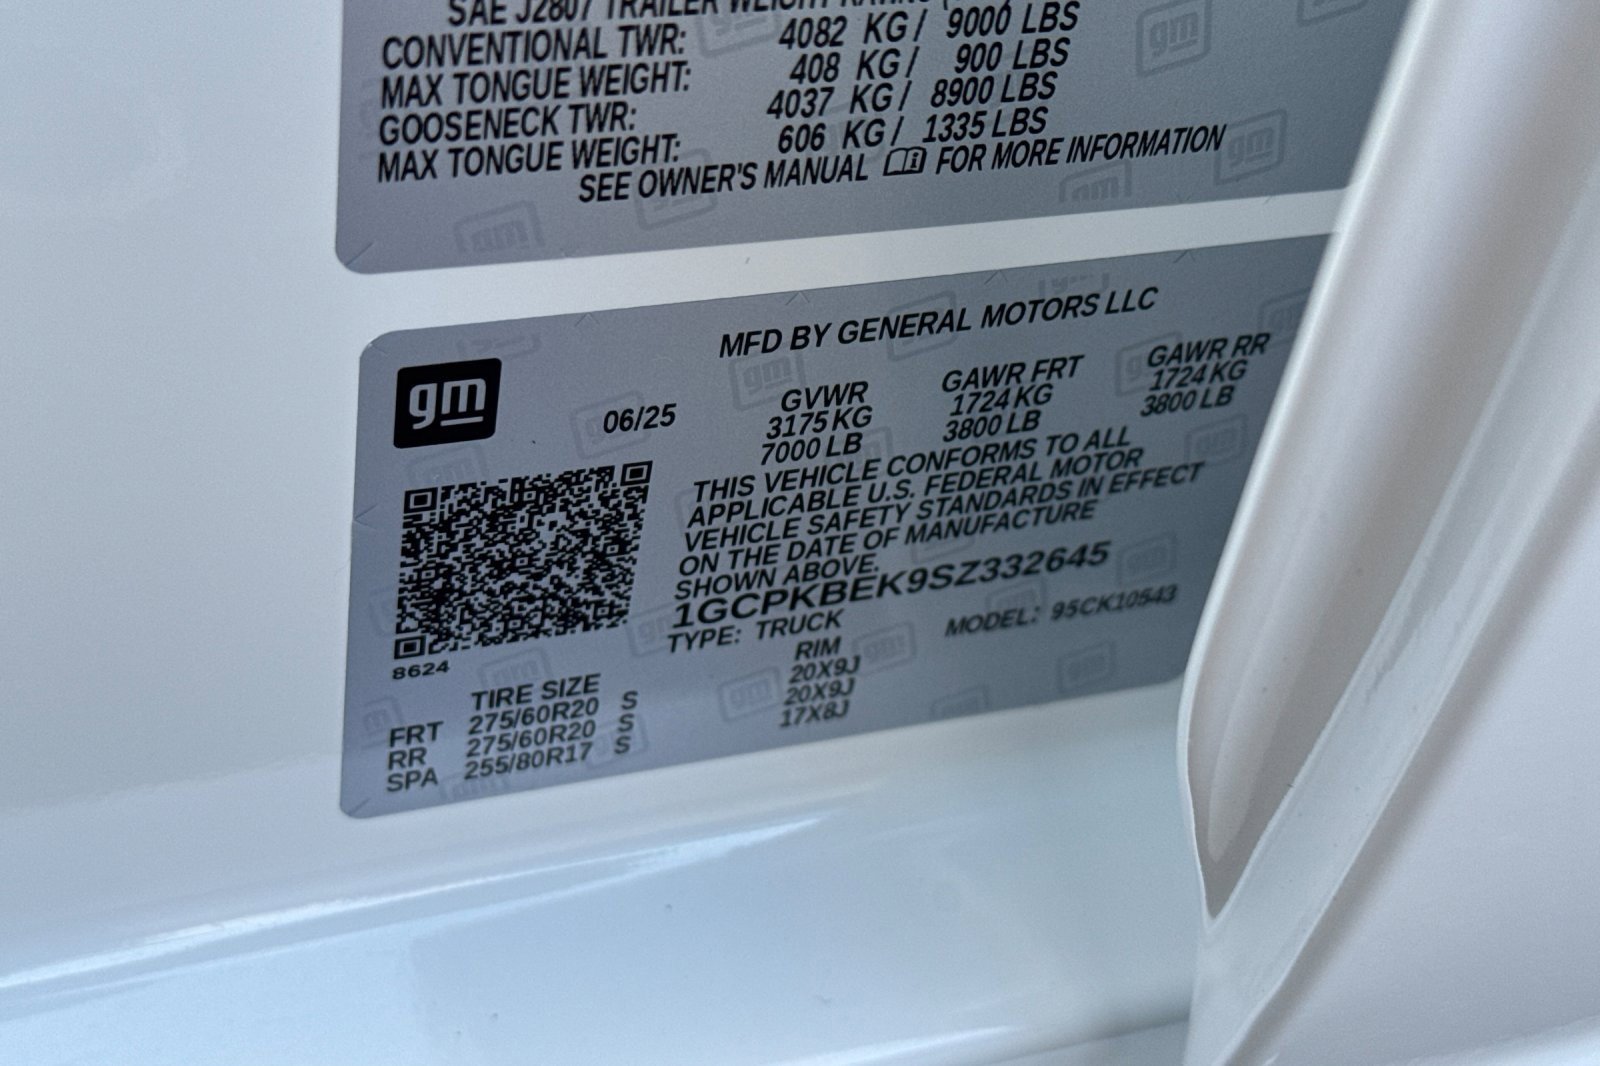 SAE J2807 TRAILER WEIGHT RATING
CONVENTIONAL TWR: 4082 KG / 9000 LBS
MAX TONGUE WEIGHT: 408 KG / 900 LBS
GOOSENECK TWR: 4037 KG / 8900 LBS
MAX TONGUE WEIGHT: 606 KG / 1335 LBS
SEE OWNER'S MANUAL FOR MORE INFORMATION
MFD BY GENERAL MOTORS LLC
gm
06/25
GVWR GAWR FRT GAWR RR
3175 KG 1724 KG 1724 KG
7000 LB 3800 LB 3800 LB
THIS VEHICLE CONFORMS TO ALL
APPLICABLE U.S. FEDERAL MOTOR
VEHICLE SAFETY STANDARDS IN EFFECT
ON THE DATE OF MANUFACTURE
SHOWN ABOVE.
1GCPKBEK9SZ332645
TYPE: TRUCK MODEL: 95CK10543
8624
TIRE SIZE RIM
FRT 275/60R20 S 20X9J
RR 275/60R20 S 20X9J
SPA 255/80R17 S 17X8J